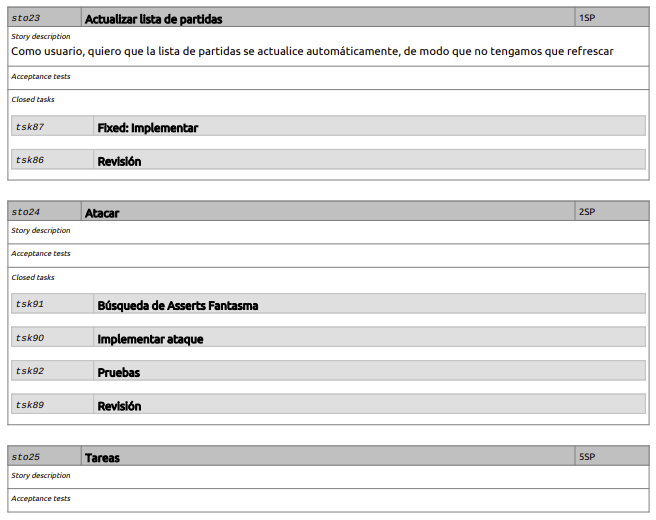 sto23 Actualizar lista de partidas 1SP
Story description
Como usuario, quiero que la lista de partidas se actualice automáticamente, de modo que no tengamos que refrescar
Acceptance tests
Closed tasks
tsk87 Fixed: Implementar
tsk86 Revisión
sto24 Atacar 2SP
Story description
Acceptance tests
Closed tasks
tsk91 Búsqueda de Asserts Fantasma
tsk90 Implementar ataque
tsk92 Pruebas
tsk89 Revisión
sto25 Tareas 5SP
Story description
Acceptance tests